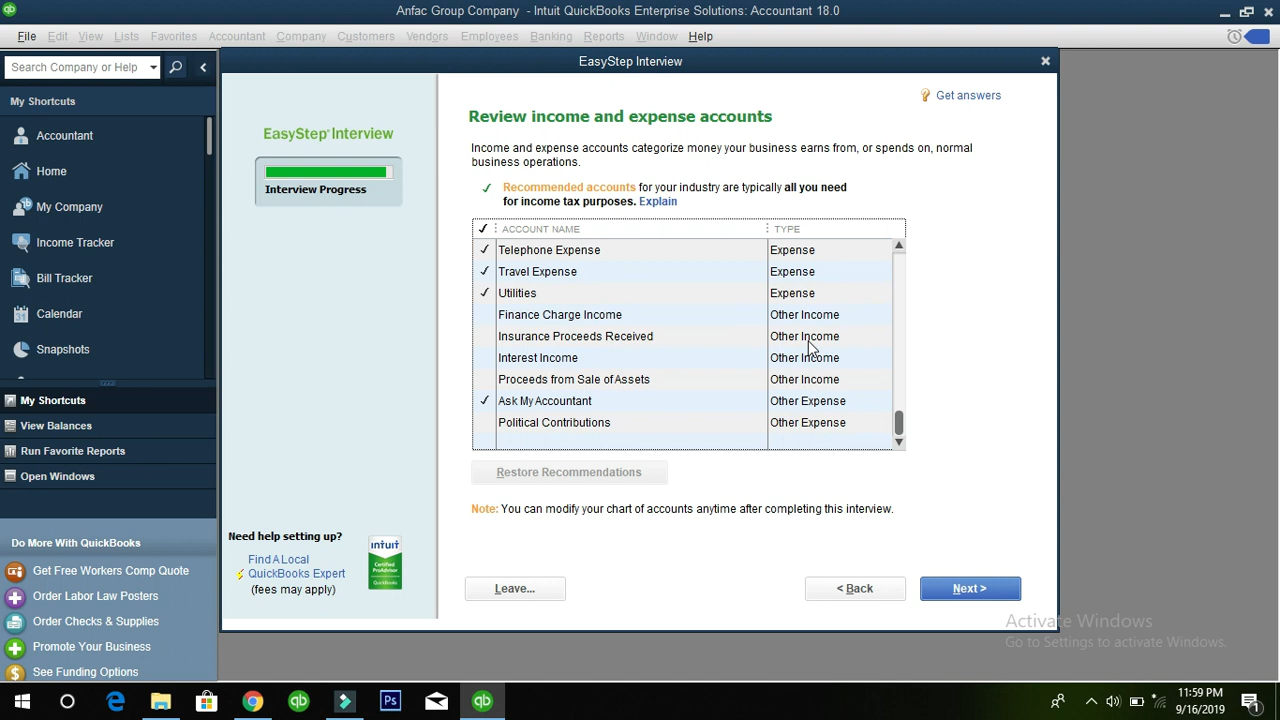 Anfac Group Company - Intuit QuickBooks Enterprise Solutions: Accountant 18.0
File Edit View Lists Favorites Accountant Company Customers Vendors Employees Banking Reports Window Help
Search Company or Help
My Shortcuts
Accountant
Home
My Company
Income Tracker
Bill Tracker
Calendar
Snapshots
My Shortcuts
View Balances
Run Favorite Reports
Open Windows
Do More With QuickBooks
Get Free Workers Comp Quote
Order Labor Law Posters
Order Checks & Supplies
Promote Your Business
See Funding Options
EasyStep Interview
EasyStep® Interview
Interview Progress
Need help setting up?
Find A Local
QuickBooks Expert
(fees may apply)
intuit
Certified
ProAdvisor
QuickBooks
Get answers
Review income and expense accounts
Income and expense accounts categorize money your business earns from, or spends on, normal
business operations.
Recommended accounts for your industry are typically all you need
for income tax purposes. Explain
✓ ACCOUNT NAME TYPE
✓ Telephone Expense Expense
✓ Travel Expense Expense
✓ Utilities Expense
Finance Charge Income Other Income
Insurance Proceeds Received Other Income
Interest Income Other Income
Proceeds from Sale of Assets Other Income
✓ Ask My Accountant Other Expense
Political Contributions Other Expense
Restore Recommendations
Note: You can modify your chart of accounts anytime after completing this interview.
Leave... < Back Next >
Activate Windows
Go to Settings to activate Windows.
qb Ps qb
11:59 PM
9/16/2019
1